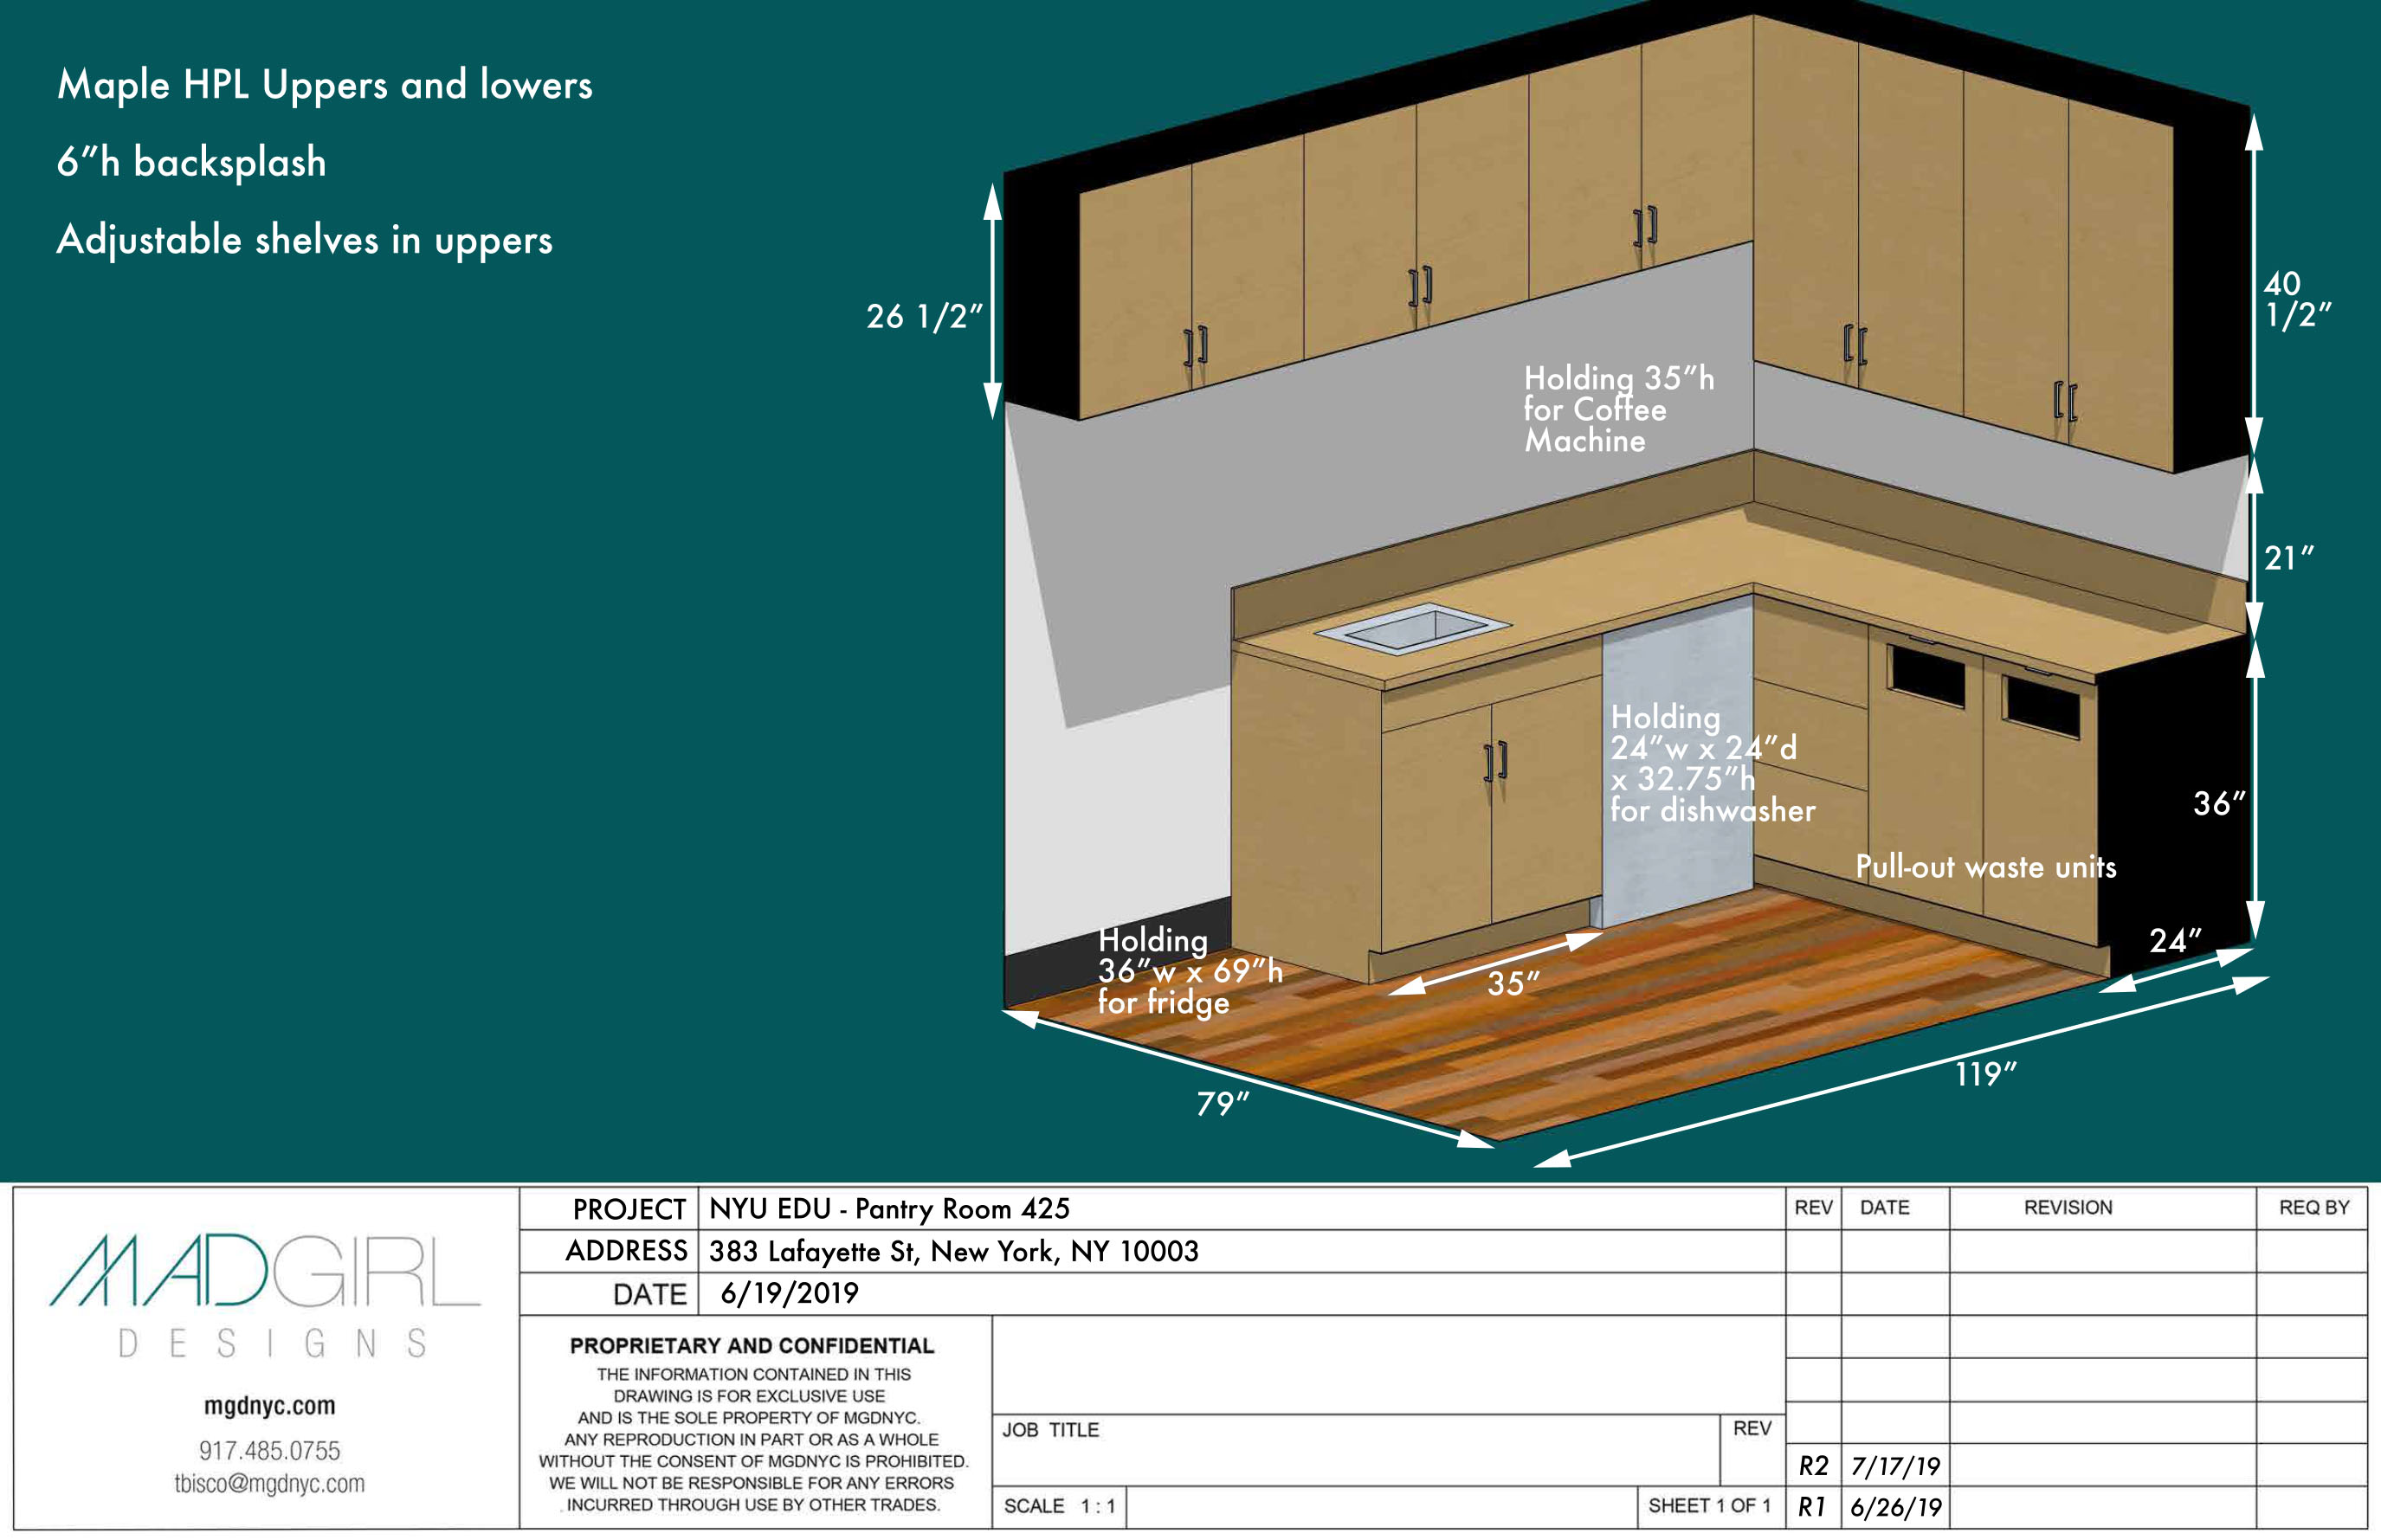 Maple HPL Uppers and lowers
6"h backsplash
Adjustable shelves in uppers
26 1/2"
40
1/2"
Holding 35"h
for Coffee
Machine
21"
Holding
24"w x 24"d
x 32.75"h
for dishwasher
36"
Pull-out waste units
Holding
36"w x 69"h
for fridge
35"
24"
79"
119"
MADGIRL
DESIGNS
mgdnyc.com
917.485.0755
tbisco@mgdnyc.com
PROJECT NYU EDU - Pantry Room 425
ADDRESS 383 Lafayette St, New York, NY 10003
DATE 6/19/2019
PROPRIETARY AND CONFIDENTIAL
THE INFORMATION CONTAINED IN THIS
DRAWING IS FOR EXCLUSIVE USE
AND IS THE SOLE PROPERTY OF MGDNYC.
ANY REPRODUCTION IN PART OR AS A WHOLE
WITHOUT THE CONSENT OF MGDNYC IS PROHIBITED.
WE WILL NOT BE RESPONSIBLE FOR ANY ERRORS
INCURRED THROUGH USE BY OTHER TRADES.
JOB TITLE
REV
SCALE 1 : 1
SHEET 1 OF 1
REV DATE REVISION REQ BY
R2 7/17/19
R1 6/26/19